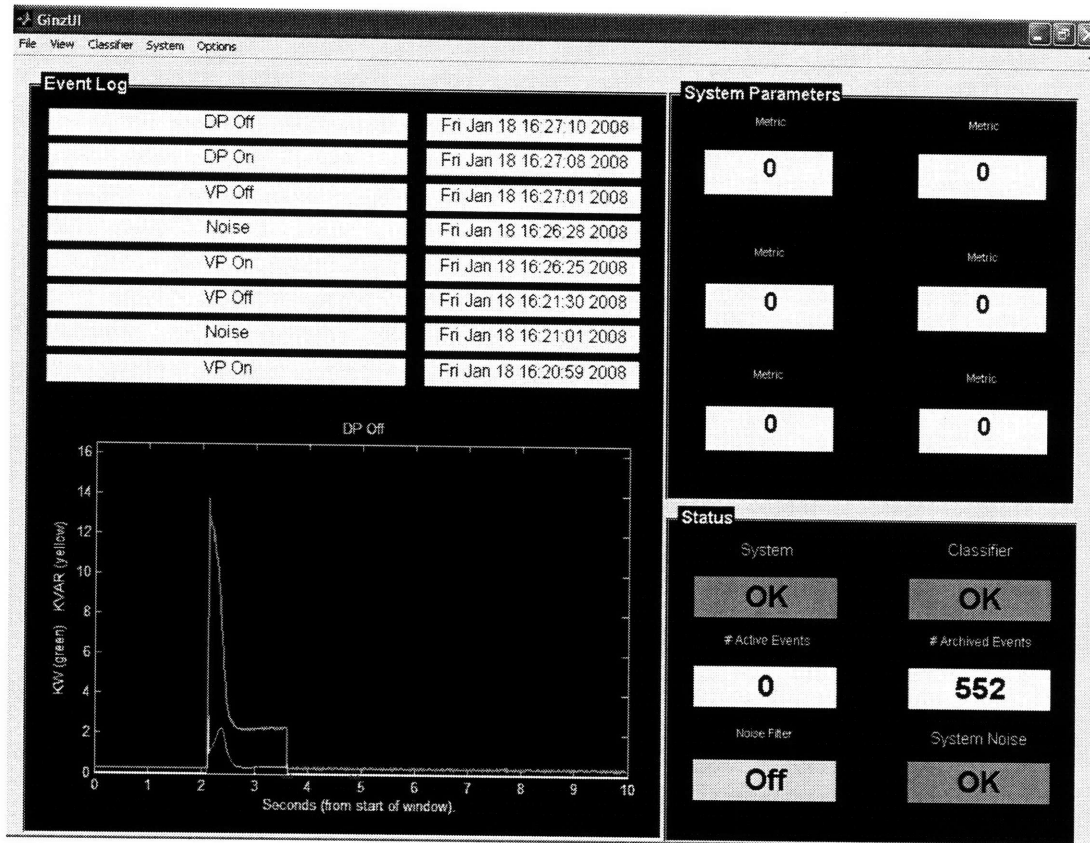 GinzUI
File View Classifier System Options
Event Log
DP Off Fri Jan 18 16:27:10 2008
DP On Fri Jan 18 16:27:08 2008
VP Off Fri Jan 18 16:27:01 2008
Noise Fri Jan 18 16:26:28 2008
VP On Fri Jan 18 16:26:25 2008
VP Off Fri Jan 18 16:21:30 2008
Noise Fri Jan 18 16:21:01 2008
VP On Fri Jan 18 16:20:59 2008
DP Off
16
14
12
10
8
6
4
2
0
KW (green) KVAR (yellow)
0 1 2 3 4 5 6 7 8 9 10
Seconds (from start of window).
System Parameters
Metric Metric
0 0
Metric Metric
0 0
Metric Metric
0 0
Status
System Classifier
OK OK
# Active Events # Archived Events
0 552
Noise Filter System Noise
Off OK